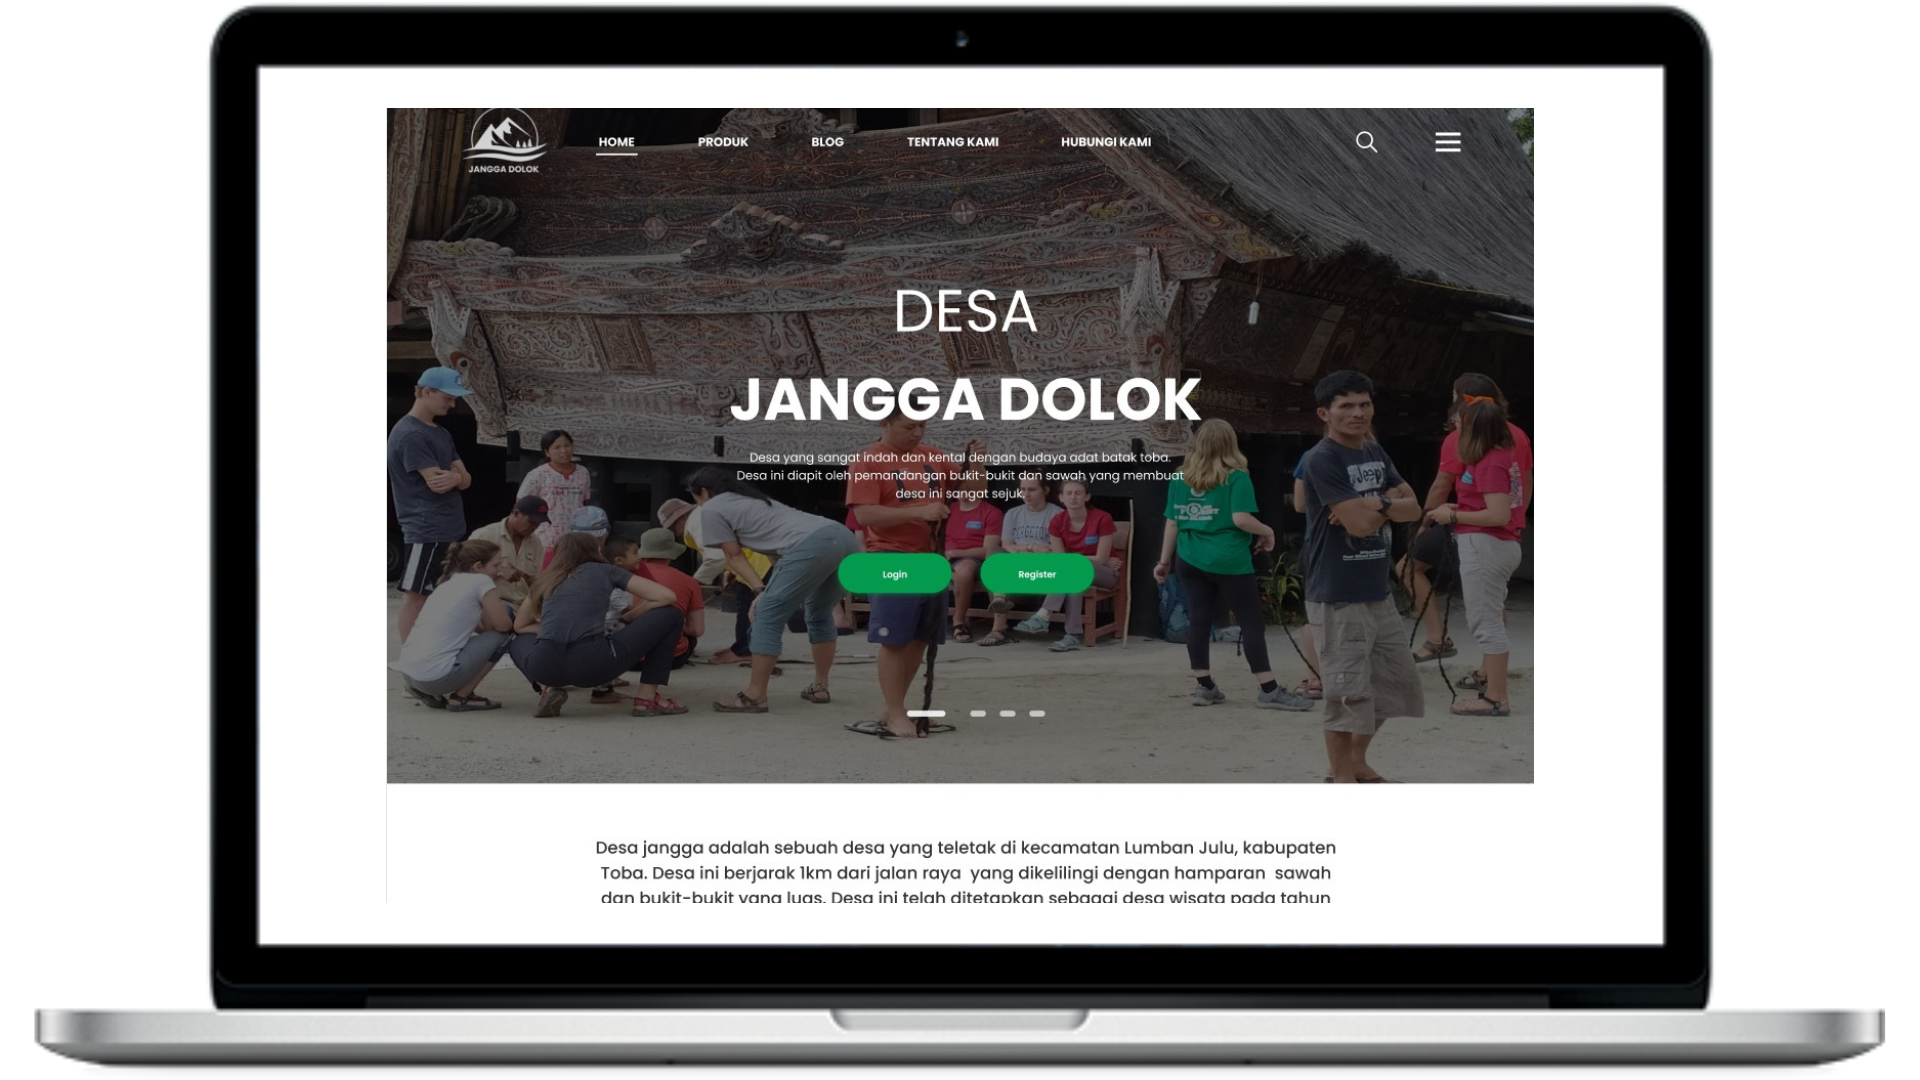 JANGGA DOLOK
HOME
PRODUK
BLOG
TENTANG KAMI
HUBUNGI KAMI
DESA
JANGGA DOLOK
Desa yang sangat indah dan kental dengan budaya adat batak toba.
Desa ini diapit oleh pemandangan bukit-bukit dan sawah yang membuat
desa ini sangat sejuk.
Jeep
Login
Register
Desa jangga adalah sebuah desa yang teletak di kecamatan Lumban Julu, kabupaten
Toba. Desa ini berjarak 1km dari jalan raya yang dikelilingi dengan hamparan sawah
dan bukit-bukit yang luas. Desa ini telah ditetapkan sebagai desa wisata pada tahun